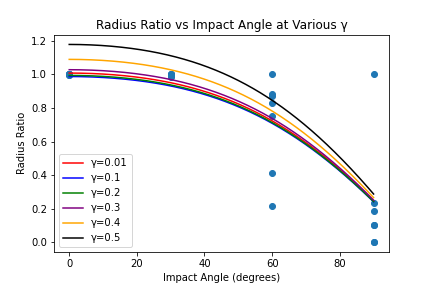 Radius Ratio vs Impact Angle at Various γ
Radius Ratio
1.2
1.0
0.8
0.6
0.4
0.2
0.0
γ=0.01
γ=0.1
γ=0.2
γ=0.3
γ=0.4
γ=0.5
0
20
40
60
80
Impact Angle (degrees)